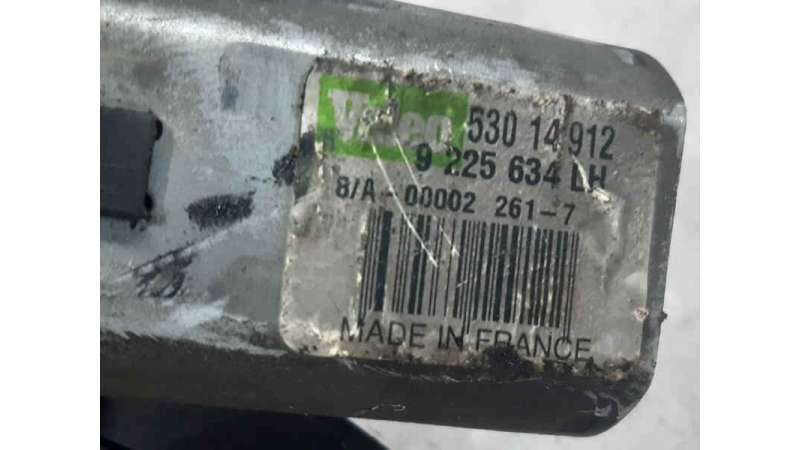 Valeo
530 14 912
9 225 634 LH
8/A-00002 261-7
MADE IN FRANCE